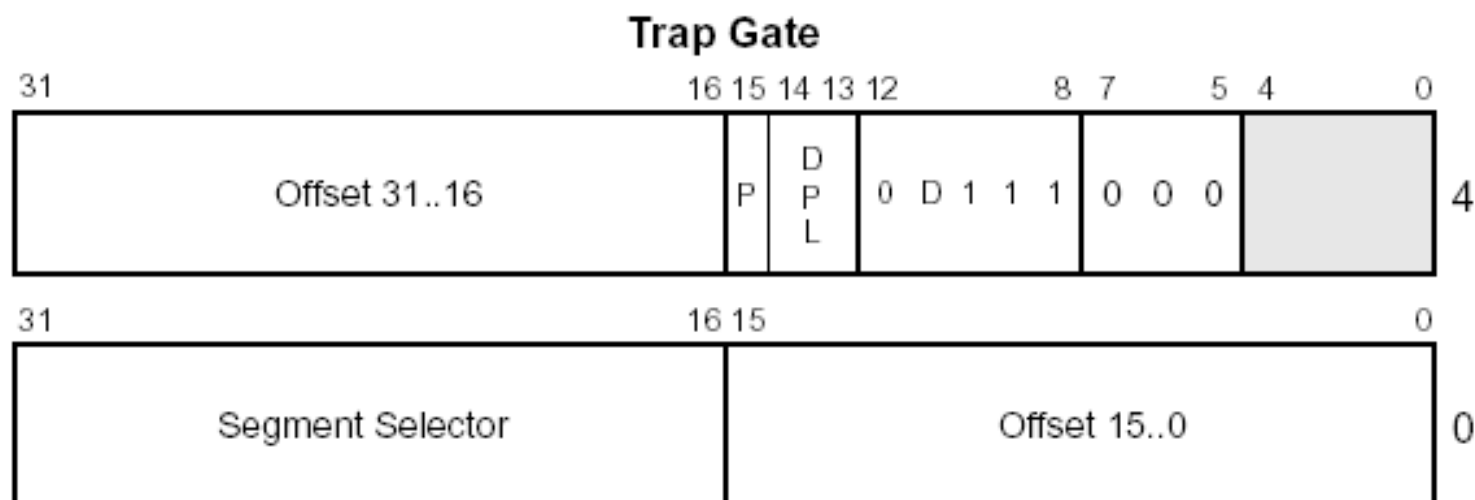 Trap Gate
31 16 15 14 13 12 8 7 5 4 0
Offset 31..16 P D P L 0 D 1 1 1 0 0 0 4
31 16 15 0
Segment Selector Offset 15..0 0